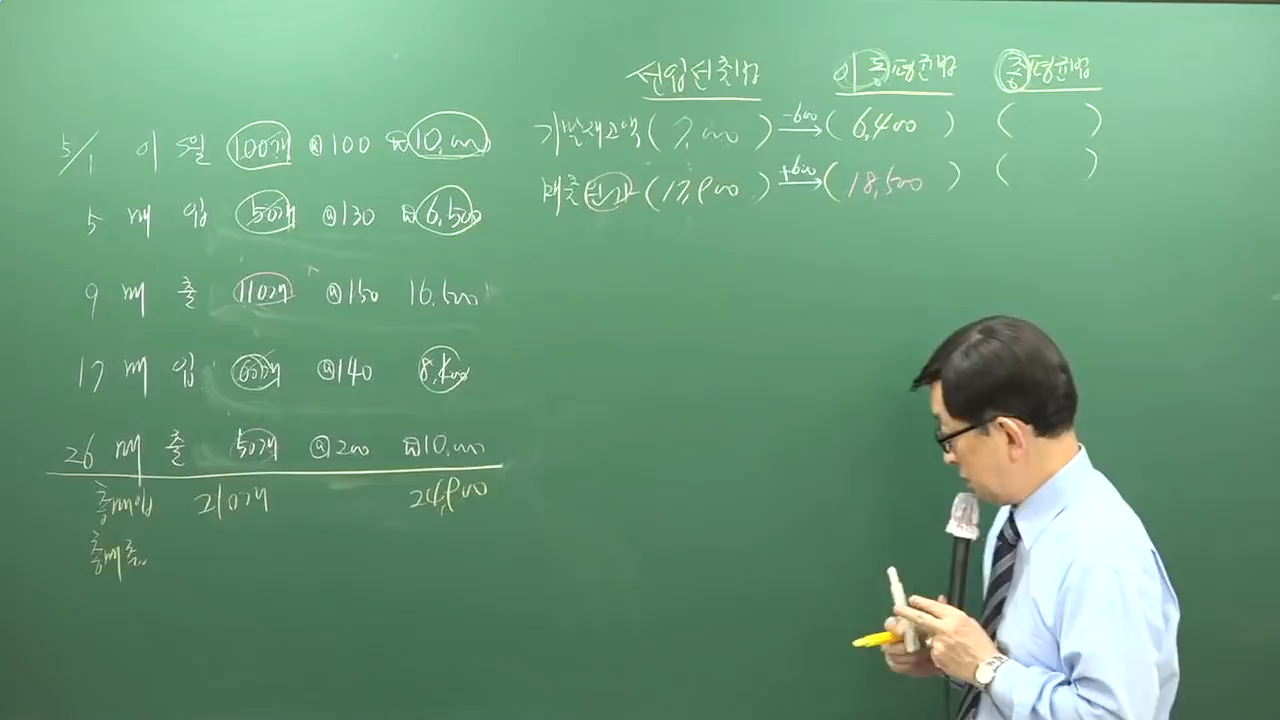 선입선출법 이동평균법 총평균법
기말재고액 (7,000) -600→ (6,400) ( )
매출원가 (17,900) +600→ (18,500) ( )
5/1 이월 100개 @100 ₩10,000
5 매입 50개 @130 ₩6,500
9 매출 110개 @150 16,500
17 매입 60개 @140 8,400
26 매출 50개 @200 ₩10,000
총매입 210개 24,900
총매출